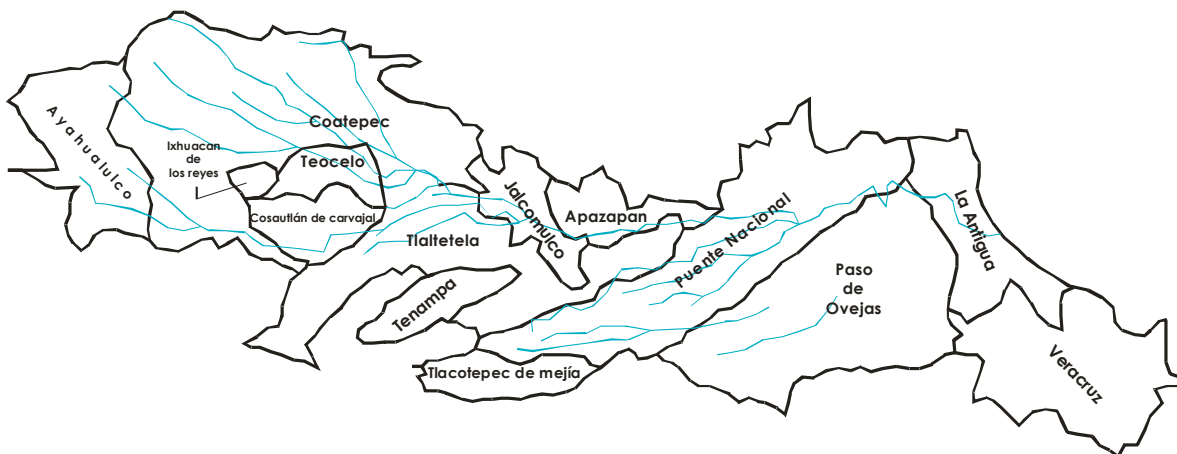 Ayahualulco
Coatepec
Ixhuacan
de
los reyes
Teocelo
Cosautlán de carvajal
Tlaltetela
Jalcomulco
Apazapan
Tenampa
Tlacotepec de mejía
Puente Nacional
Paso
de
Ovejas
La Antigua
Veracruz